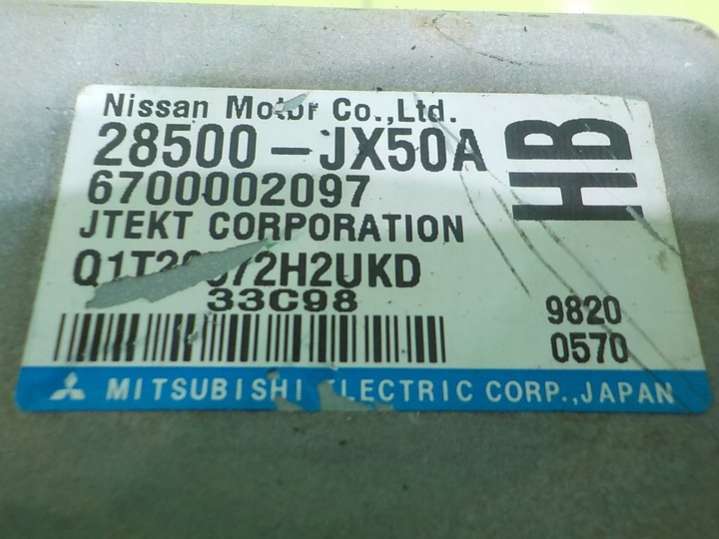 Nissan Motor Co.,Ltd.
28500-JX50A
HB
6700002097
JTEKT CORPORATION
33C98
9820
0570
MITSUBISHI ELECTRIC CORP.,JAPAN